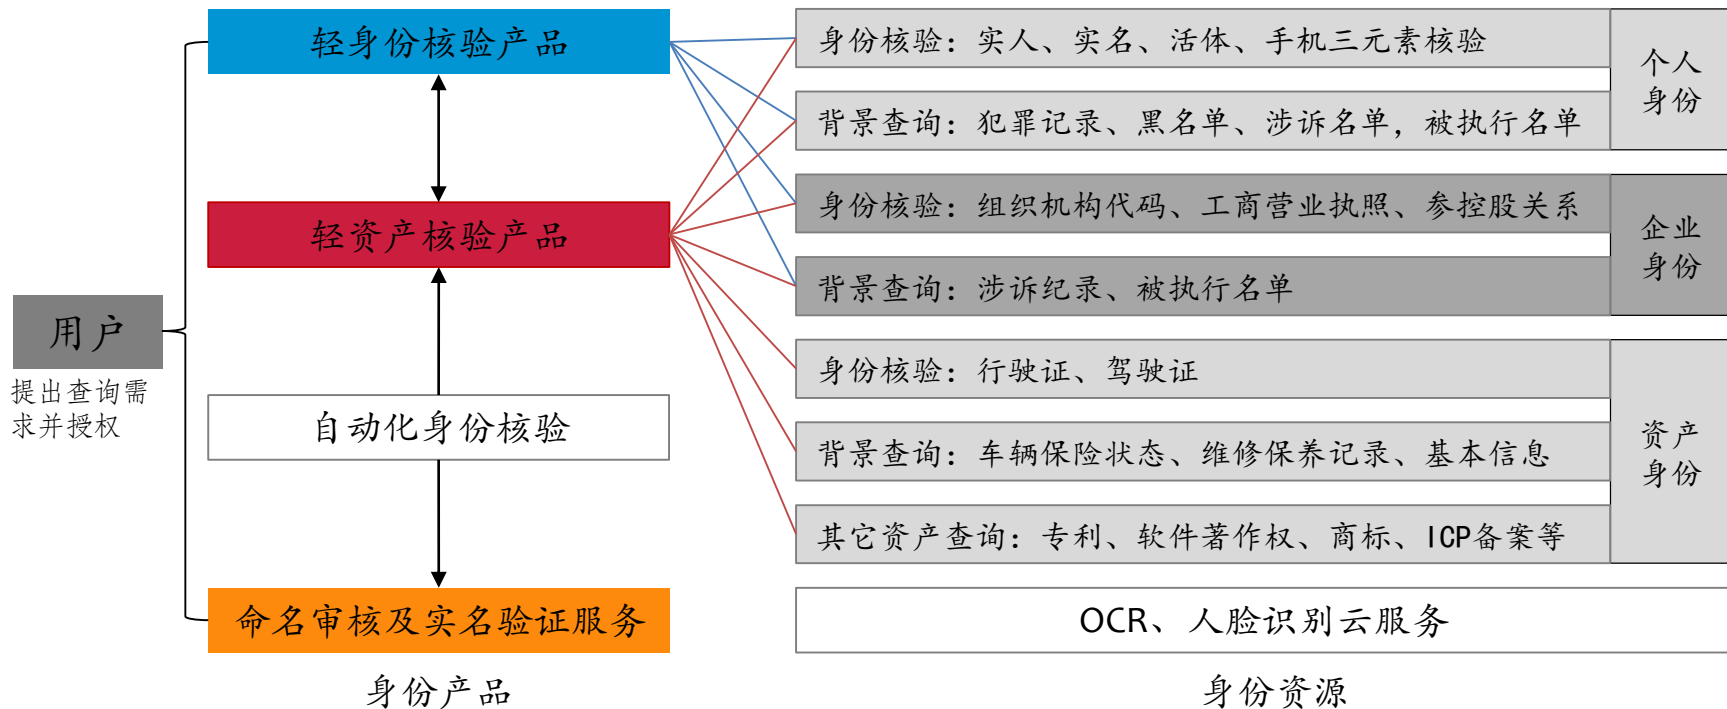 用户
提出查询需
求并授权
轻身份核验产品
轻资产核验产品
自动化身份核验
命名审核及实名验证服务
身份产品
身份核验：实人、实名、活体、手机三元素核验
背景查询：犯罪记录、黑名单、涉诉名单，被执行名单
个人
身份
身份核验：组织机构代码、工商营业执照、参控股关系
背景查询：涉诉纪录、被执行名单
企业
身份
身份核验：行驶证、驾驶证
背景查询：车辆保险状态、维修保养记录、基本信息
其它资产查询：专利、软件著作权、商标、ICP备案等
资产
身份
OCR、人脸识别云服务
身份资源